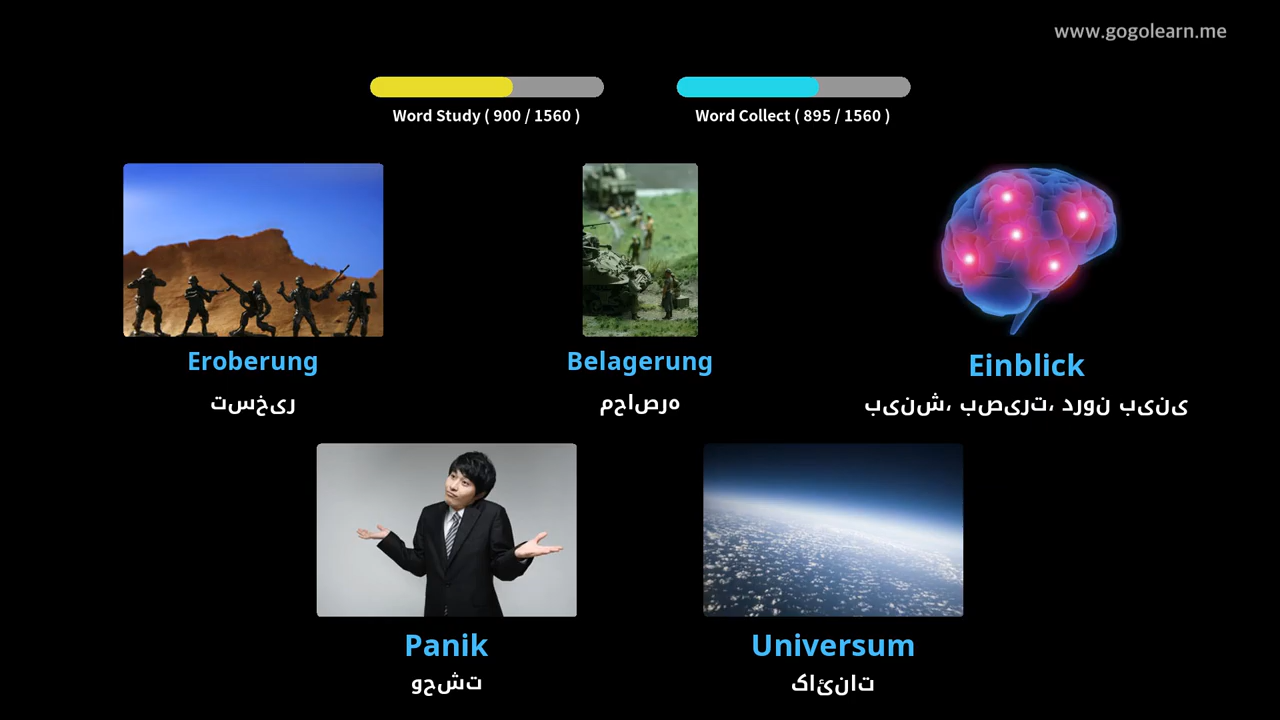 www.gogolearn.me
Word Study ( 900 / 1560 )
Word Collect ( 895 / 1560 )
Eroberung
تسخیر
Belagerung
محاصره
Einblick
بینش، بصیرت، درون بینی
Panik
وحشت
Universum
کائنات